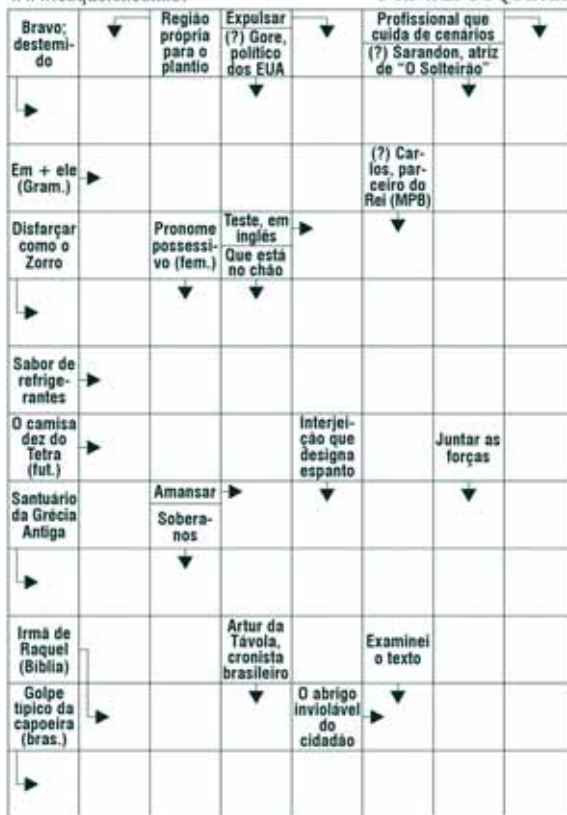 Bravo;
destemi-
do
Região
própria
para o
plantio
Expulsar
(?) Gore,
político
dos EUA
Profissional que
cuida de cenários
(?) Sarandon, atriz
de "O Solteirão"
Em + ele
(Gram.)
(?) Car-
los, par-
ceiro do
Rei (MPB)
Disfarçar
como o
Zorro
Pronome
possessi-
vo (fem.)
Teste, em
inglês
Que está
no chão
Sabor de
refrige-
rantes
O camisa
dez do
Tetra
(fut.)
Interjei-
ção que
designa
espanto
Juntar as
forças
Santuário
da Grécia
Antiga
Amansar
Sobera-
nos
Irmã de
Raquel
(Bíblia)
Artur da
Távola,
cronista
brasileiro
Examinei
o texto
Golpe
típico da
capoeira
(bras.)
O abrigo
inviolável
do
cidadão